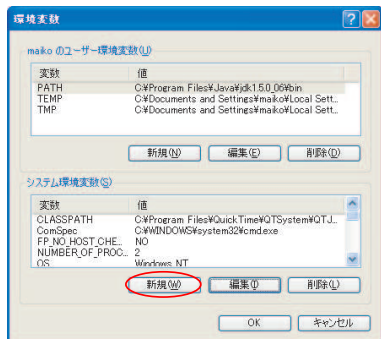 環境変数
maiko のユーザー環境変数(U)
変数 値
PATH C:¥Program Files¥Java¥jdk1.5.0_06¥bin
TEMP C:¥Documents and Settings¥maiko¥Local Sett...
TMP C:¥Documents and Settings¥maiko¥Local Sett...
新規(N) 編集(E) 削除(D)
システム環境変数(S)
変数 値
CLASSPATH C:¥Program Files¥QuickTime¥QTSystem¥QTJ...
ComSpec C:¥WINDOWS¥system32¥cmd.exe
FP_NO_HOST_CHE... NO
NUMBER_OF_PROC... 2
OS Windows_NT
新規(W) 編集(I) 削除(L)
OK キャンセル